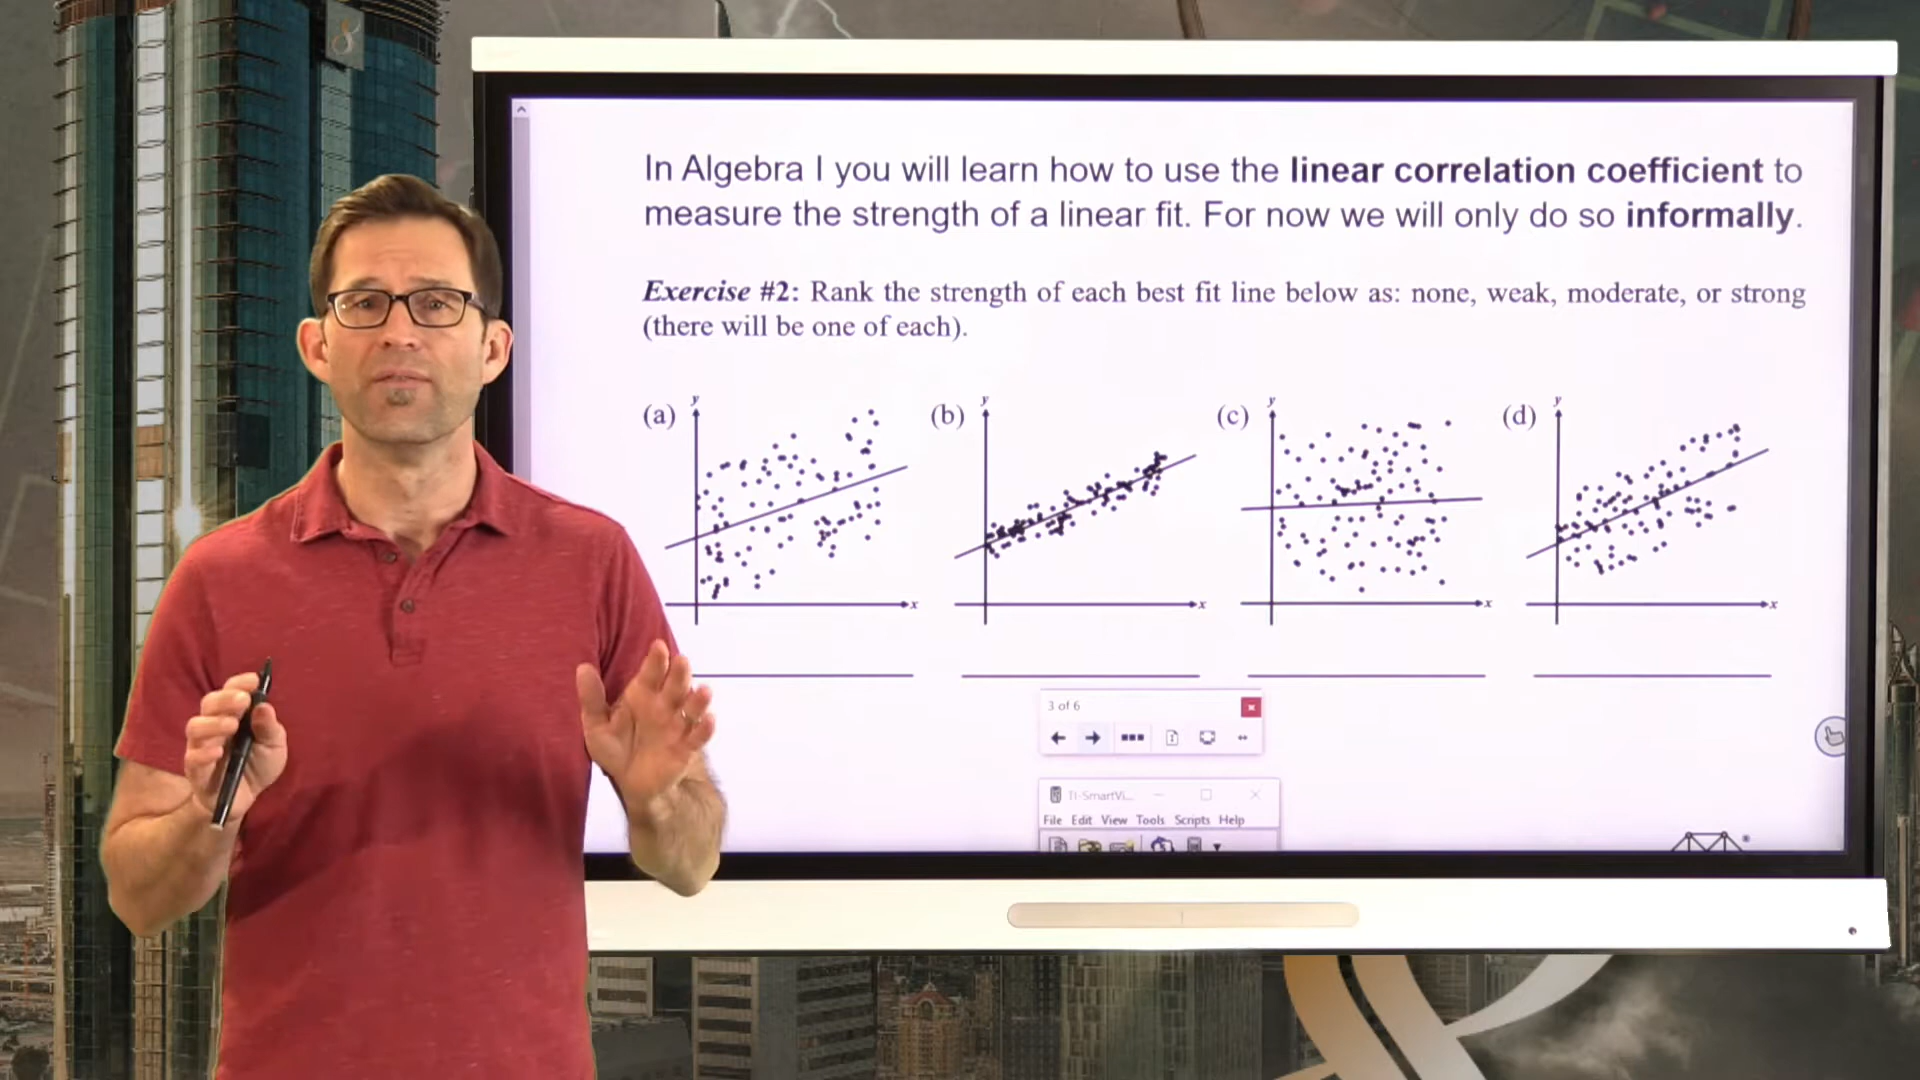 In Algebra I you will learn how to use the linear correlation coefficient to
measure the strength of a linear fit. For now we will only do so informally.
Exercise #2: Rank the strength of each best fit line below as: none, weak, moderate, or strong
(there will be one of each).
(a) y x
(b) y x
(c) y x
(d) y x
3 of 6
TI-SmartVi...
File Edit View Tools Scripts Help